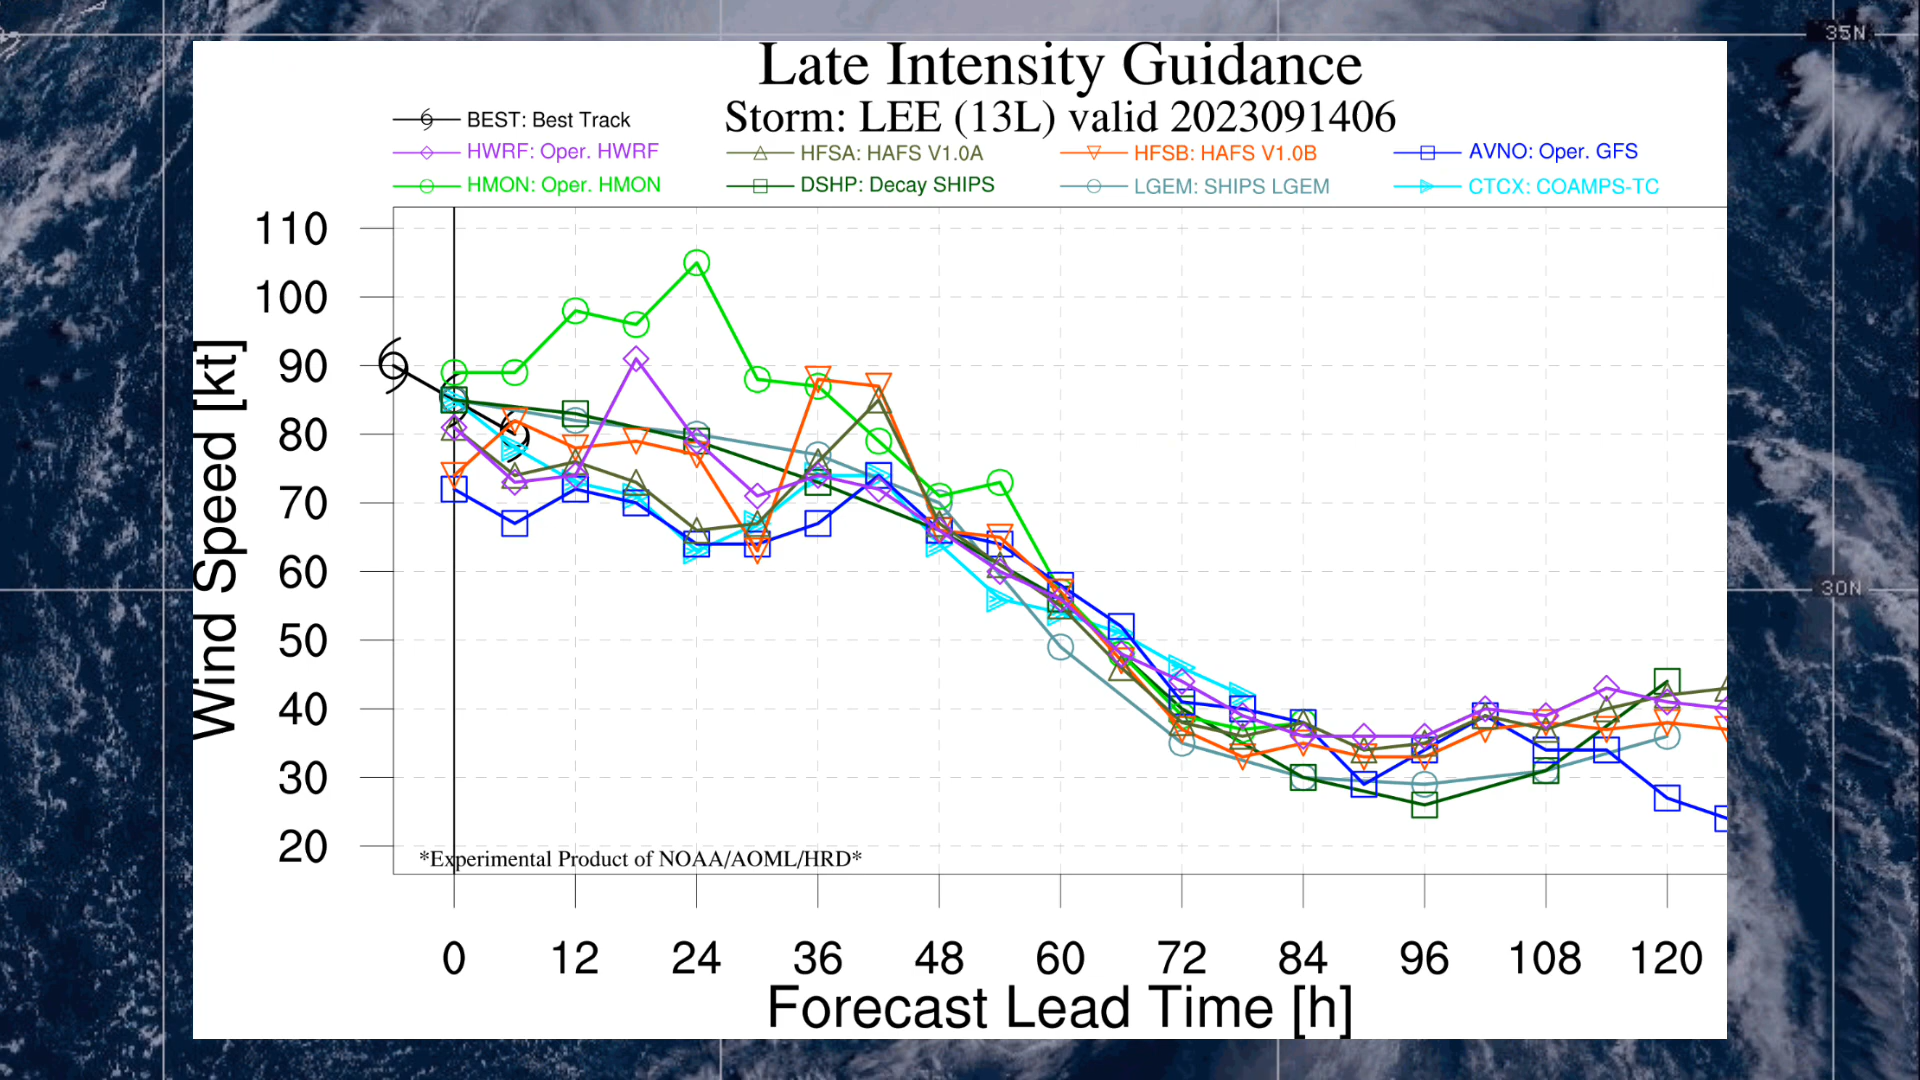 35N
Late Intensity Guidance
Storm: LEE (13L) valid 2023091406
BEST: Best Track
HWRF: Oper. HWRF
HFSA: HAFS V1.0A
HFSB: HAFS V1.0B
AVNO: Oper. GFS
HMON: Oper. HMON
DSHP: Decay SHIPS
LGEM: SHIPS LGEM
CTCX: COAMPS-TC
110
100
90
80
70
60
50
40
30
20
Wind Speed [kt]
30N
*Experimental Product of NOAA/AOML/HRD*
0 12 24 36 48 60 72 84 96 108 120
Forecast Lead Time [h]